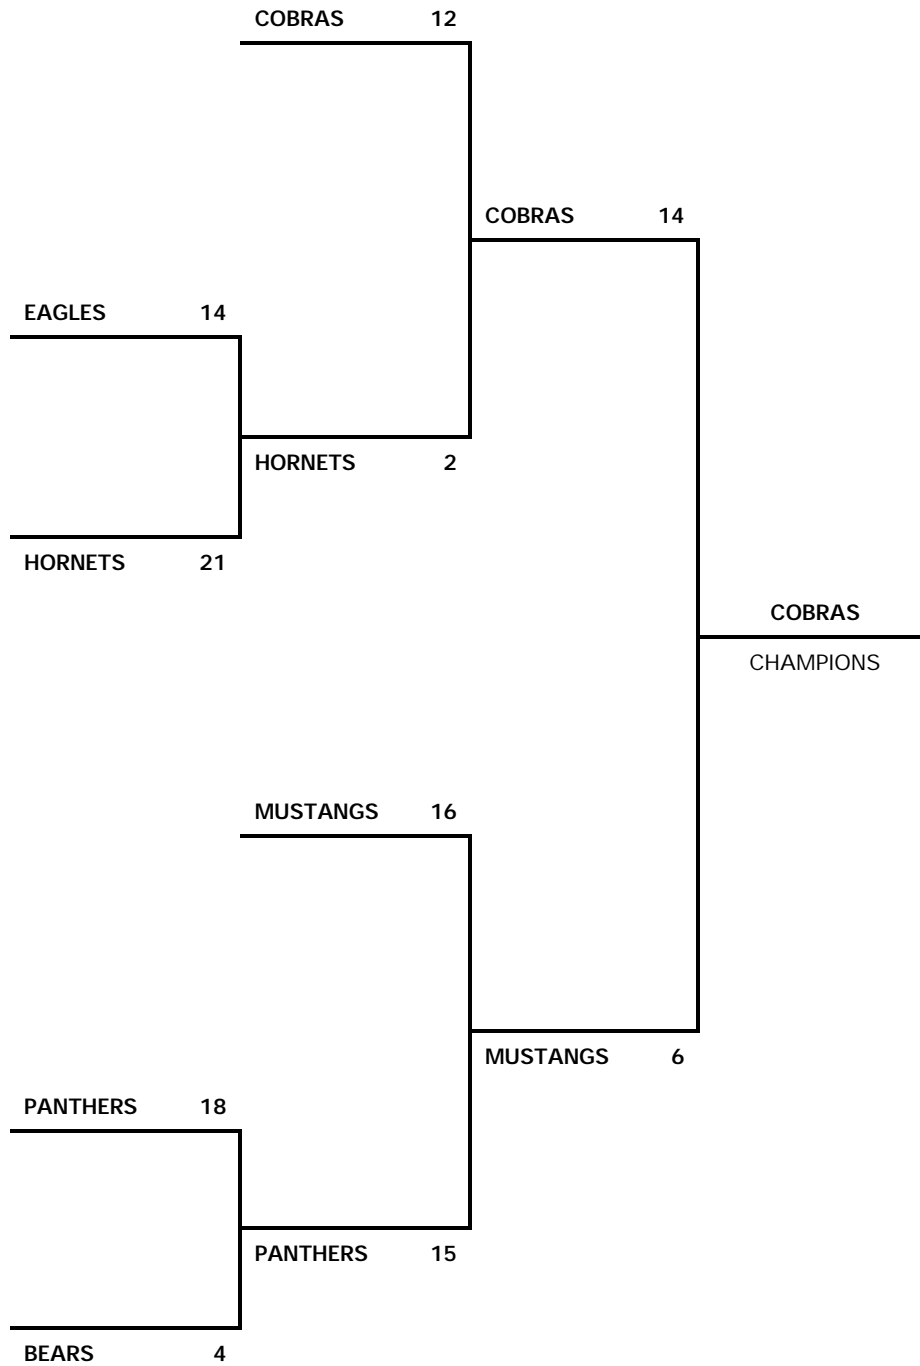 COBRAS 12
COBRAS 14
EAGLES 14
HORNETS 2
HORNETS 21
COBRAS
CHAMPIONS
MUSTANGS 16
MUSTANGS 6
PANTHERS 18
PANTHERS 15
BEARS 4